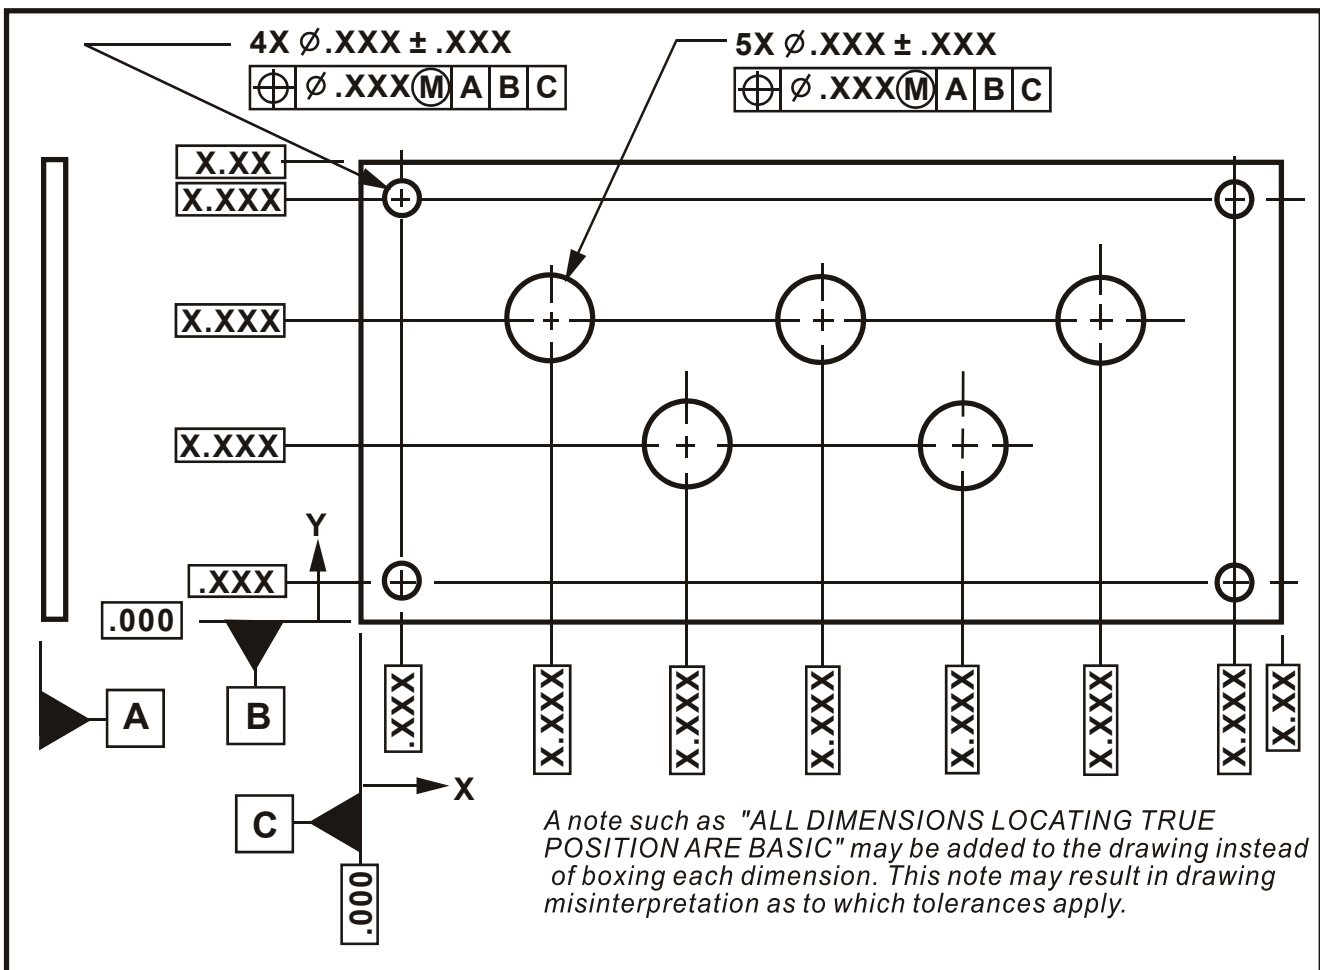 4X ⌀ .XXX ± .XXX
⌖ ⌀ .XXX Ⓜ A B C
5X ⌀ .XXX ± .XXX
⌖ ⌀ .XXX Ⓜ A B C
X.XX
X.XXX
X.XXX
X.XXX
Y
.XXX
.000
A
B
.XXX
X.XXX
X.XXX
X.XXX
X.XXX
X.XXX
X.XXX
X.XX
X
C
.000
A note such as "ALL DIMENSIONS LOCATING TRUE
POSITION ARE BASIC" may be added to the drawing instead
of boxing each dimension. This note may result in drawing
misinterpretation as to which tolerances apply.